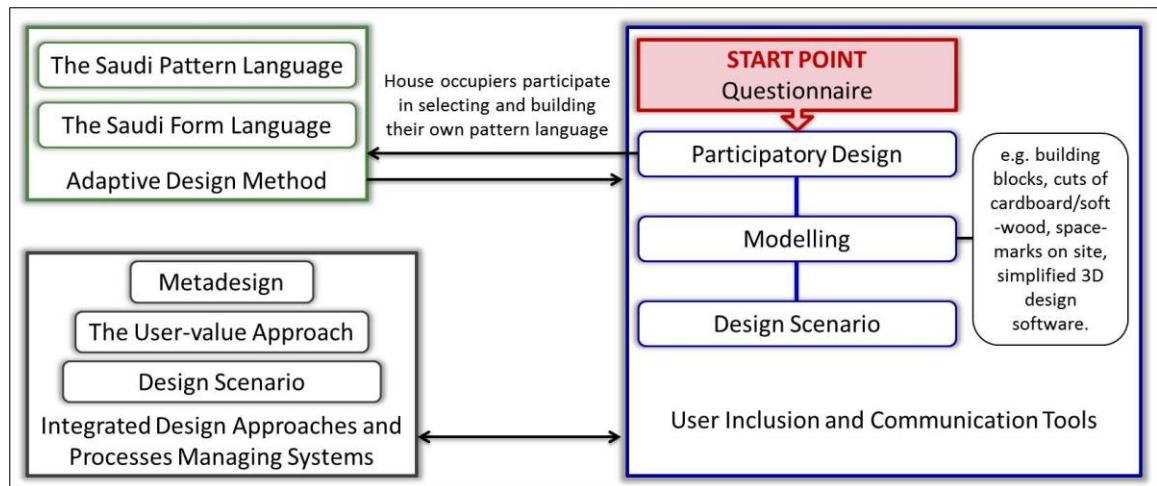 The Saudi Pattern Language
The Saudi Form Language
Adaptive Design Method
House occupiers participate
in selecting and building
their own pattern language
START POINT
Questionnaire
Participatory Design
Modelling
Design Scenario
e.g. building
blocks, cuts of
cardboard/soft
-wood, space-
marks on site,
simplified 3D
design
software.
User Inclusion and Communication Tools
Metadesign
The User-value Approach
Design Scenario
Integrated Design Approaches and
Processes Managing Systems